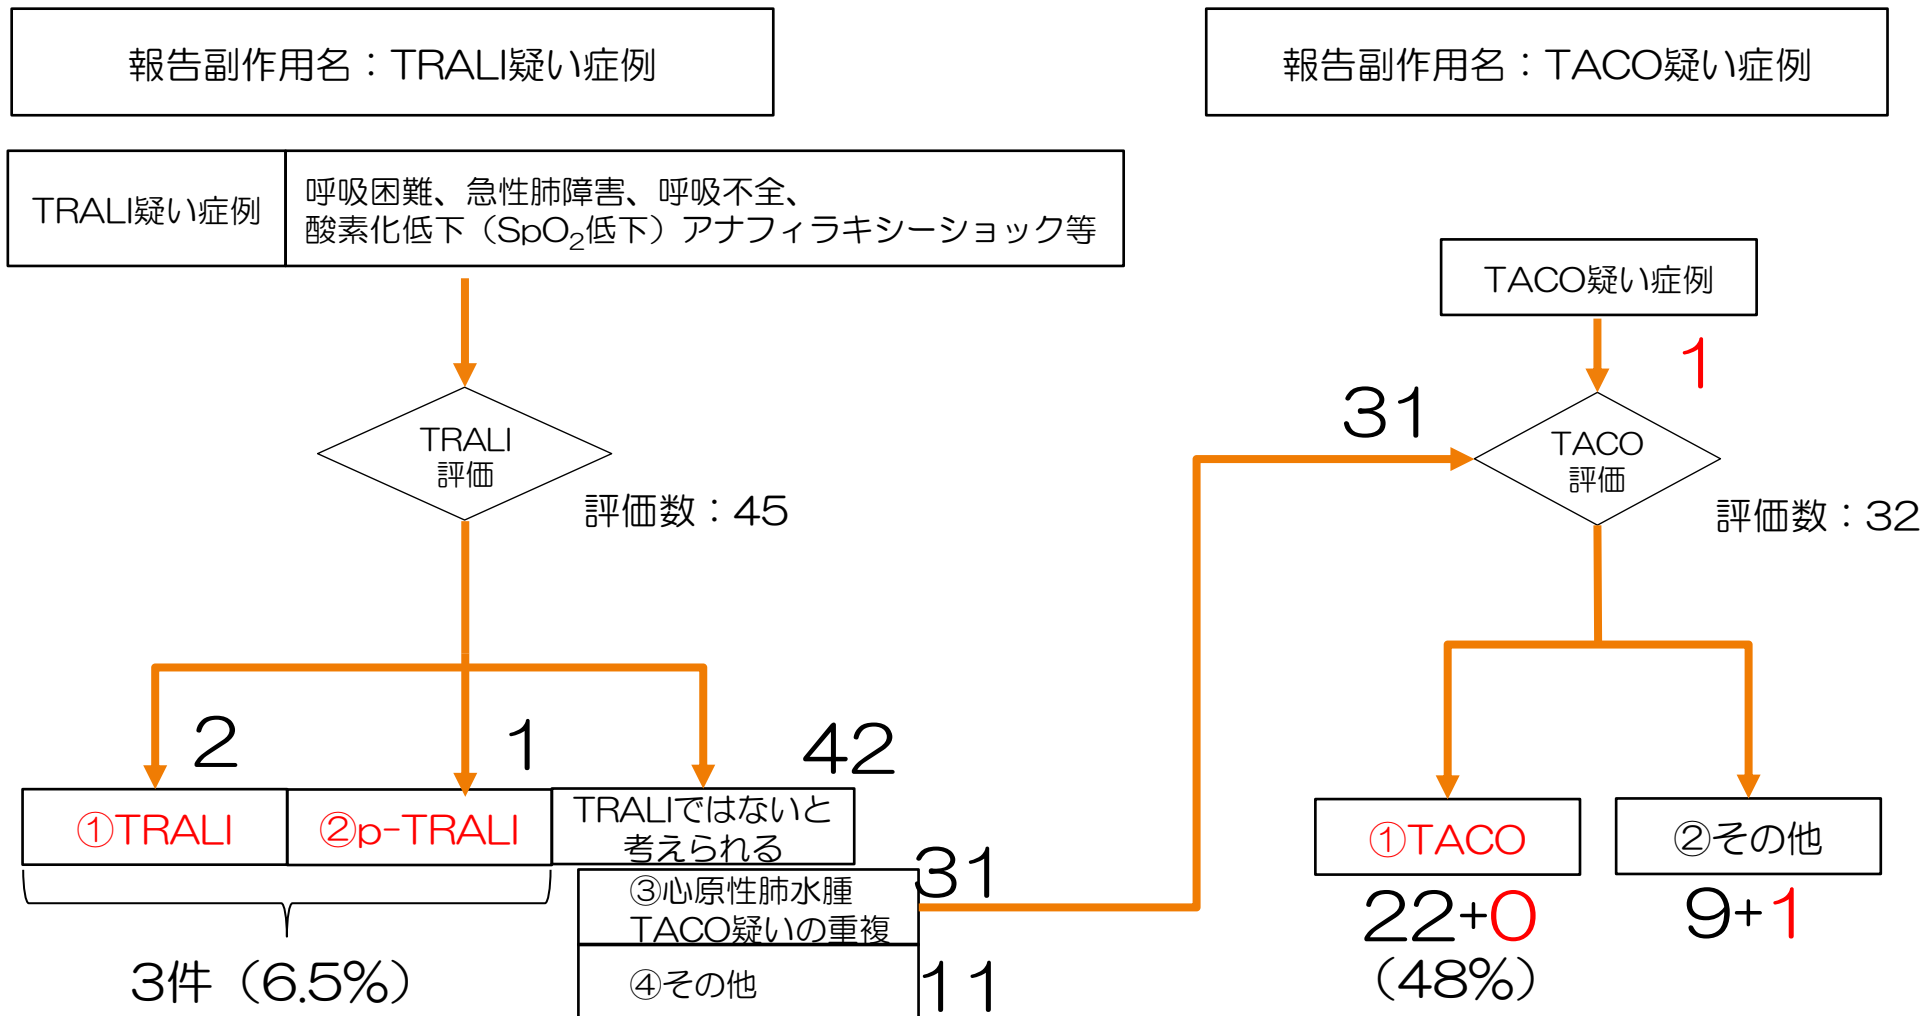 報告副作用名：TRALI疑い症例
報告副作用名：TACO疑い症例
TRALI疑い症例
呼吸困難、急性肺障害、呼吸不全、
酸素化低下（SpO₂低下）アナフィラキシーショック等
TACO疑い症例
1
31
TRALI
評価
評価数：45
TACO
評価
評価数：32
2
1
42
①TRALI
②p-TRALI
TRALIではないと
考えられる
31
③心原性肺水腫
TACO疑いの重複
④その他
11
3件（6.5%）
①TACO
②その他
22+0
（48%）
9+1